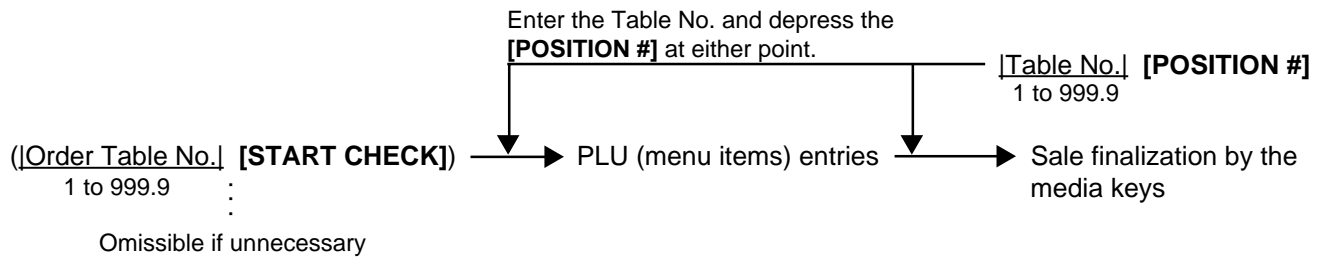 Enter the Table No. and depress the
[POSITION #] at either point.
|Table No.| [POSITION #]
1 to 999.9
(|Order Table No.| [START CHECK])
PLU (menu items) entries
Sale finalization by the
media keys
1 to 999.9
Omissible if unnecessary